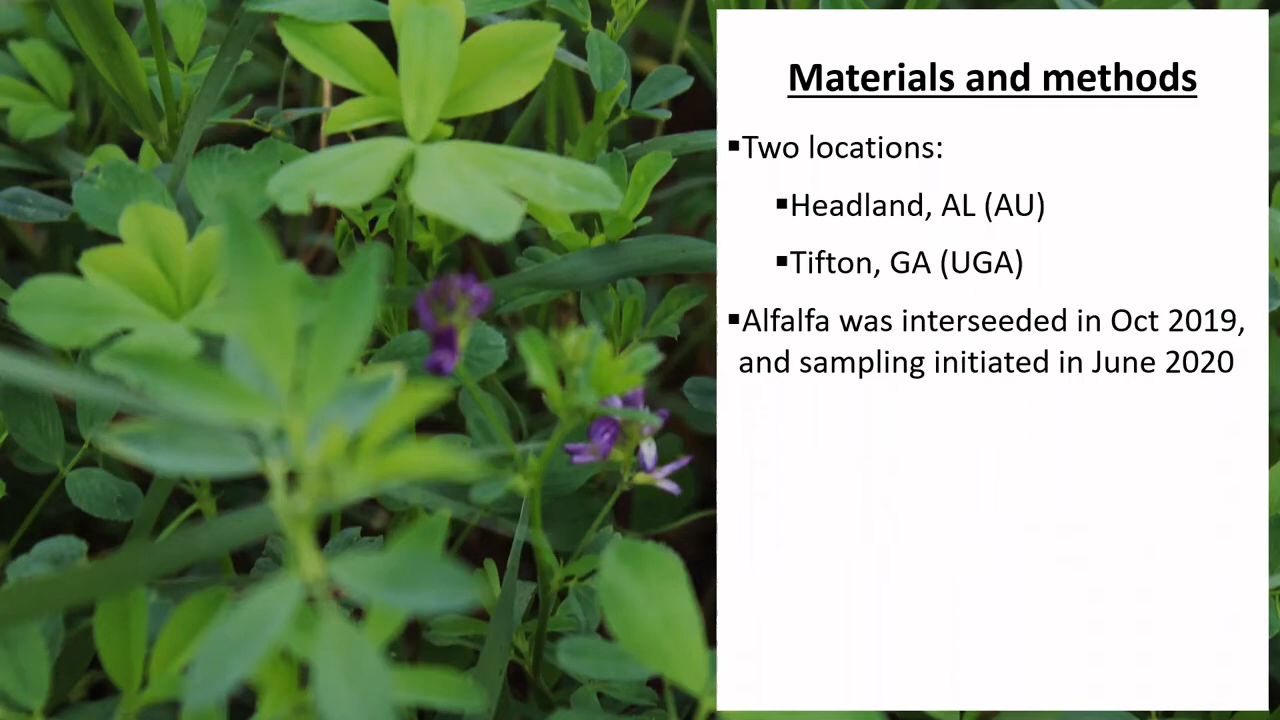 Materials and methods
▪Two locations:
▪Headland, AL (AU)
▪Tifton, GA (UGA)
▪Alfalfa was interseeded in Oct 2019,
and sampling initiated in June 2020